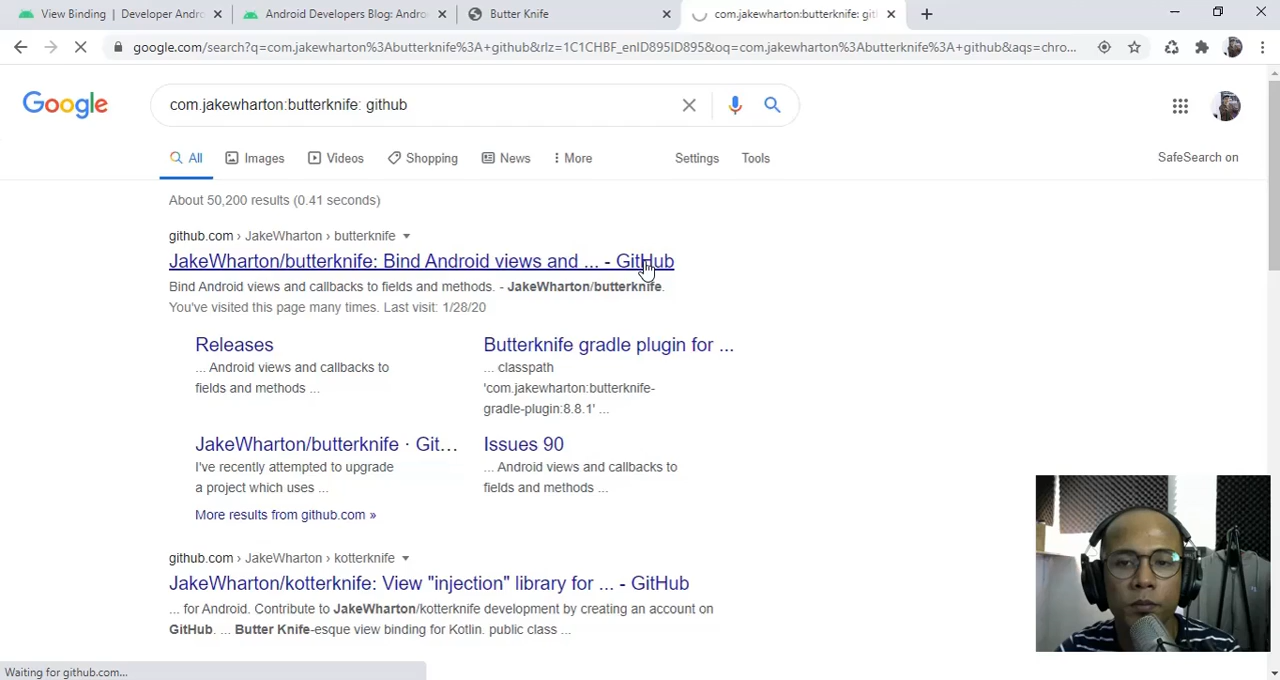 View Binding | Developer Andro
Android Developers Blog: Andro
Butter Knife
com.jakewharton:butterknife: git
google.com/search?q=com.jakewharton%3Abutterknife%3A+github&rlz=1C1CHBF_enID895ID895&oq=com.jakewharton%3Abutterknife%3A+github&aqs=chro...
Google
com.jakewharton:butterknife: github
All
Images
Videos
Shopping
News
More
Settings
Tools
SafeSearch on
About 50,200 results (0.41 seconds)
github.com › JakeWharton › butterknife
JakeWharton/butterknife: Bind Android views and ... - GitHub
Bind Android views and callbacks to fields and methods. - JakeWharton/butterknife.
You've visited this page many times. Last visit: 1/28/20
Releases
... Android views and callbacks to
fields and methods ...
Butterknife gradle plugin for ...
... classpath
'com.jakewharton:butterknife-
gradle-plugin:8.8.1' ...
JakeWharton/butterknife · Git...
I've recently attempted to upgrade
a project which uses ...
Issues 90
... Android views and callbacks to
fields and methods ...
More results from github.com »
github.com › JakeWharton › kotterknife
JakeWharton/kotterknife: View "injection" library for ... - GitHub
... for Android. Contribute to JakeWharton/kotterknife development by creating an account on
GitHub. ... Butter Knife-esque view binding for Kotlin. public class ...
Waiting for github.com...